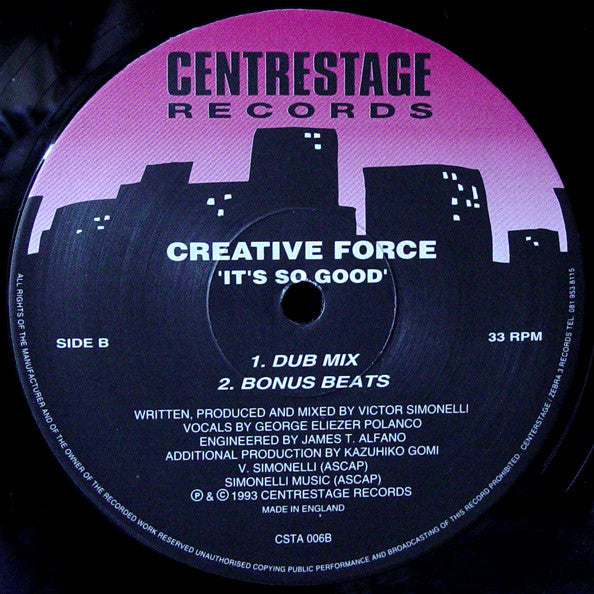 CENTRESTAGE
RECORDS
CREATIVE FORCE
'IT'S SO GOOD'
SIDE B
33 RPM
1. DUB MIX
2. BONUS BEATS
WRITTEN, PRODUCED AND MIXED BY VICTOR SIMONELLI
VOCALS BY GEORGE ELIEZER POLANCO
ENGINEERED BY JAMES T. ALFANO
ADDITIONAL PRODUCTION BY KAZUHIKO GOMI
V. SIMONELLI (ASCAP)
SIMONELLI MUSIC (ASCAP)
℗ & © 1993 CENTRESTAGE RECORDS
MADE IN ENGLAND
CSTA 006B
ALL RIGHTS OF THE MANUFACTURER AND OF THE OWNER OF THE RECORDED WORK RESERVED UNAUTHORISED COPYING PUBLIC PERFORMANCE AND BROADCASTING OF THIS RECORD PROHIBITED. CENTERSTAGE / ZEBRA 3 RECORDS TEL. 081 953 8115